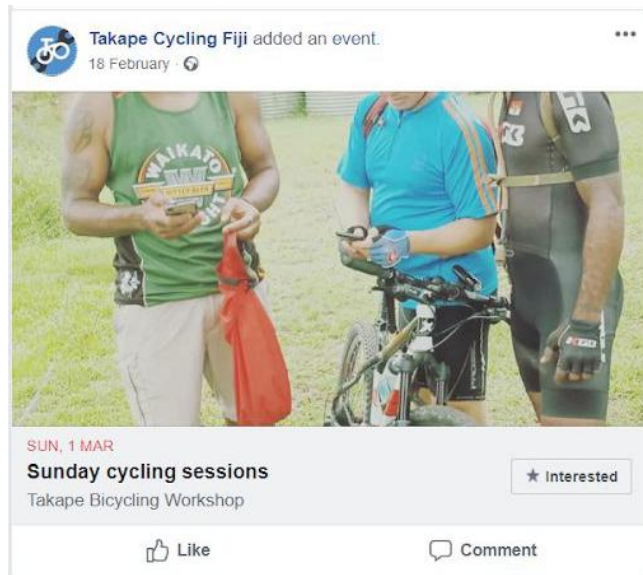 Takape Cycling Fiji added an event.
18 February
WAIKATO
SUN, 1 MAR
Sunday cycling sessions
Takape Bicycling Workshop
Interested
Like
Comment